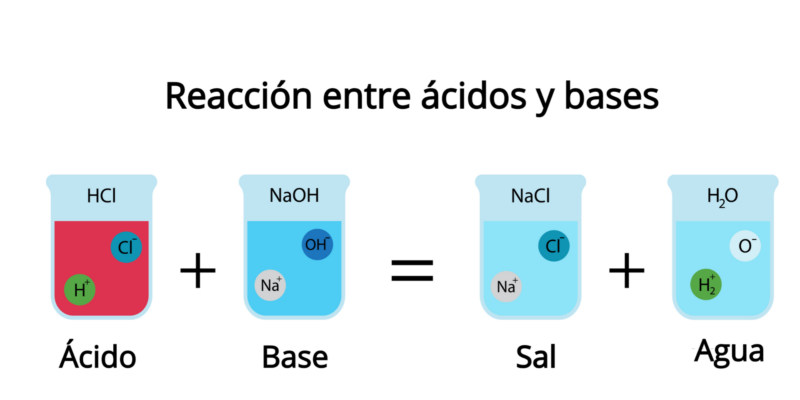 Reacción entre ácidos y bases
HCl NaOH NaCl H₂O
Cl⁻ OH⁻ Cl⁻ O⁻
H⁺ + Na⁺ = Na⁺ + H₂⁺
Ácido Base Sal Agua